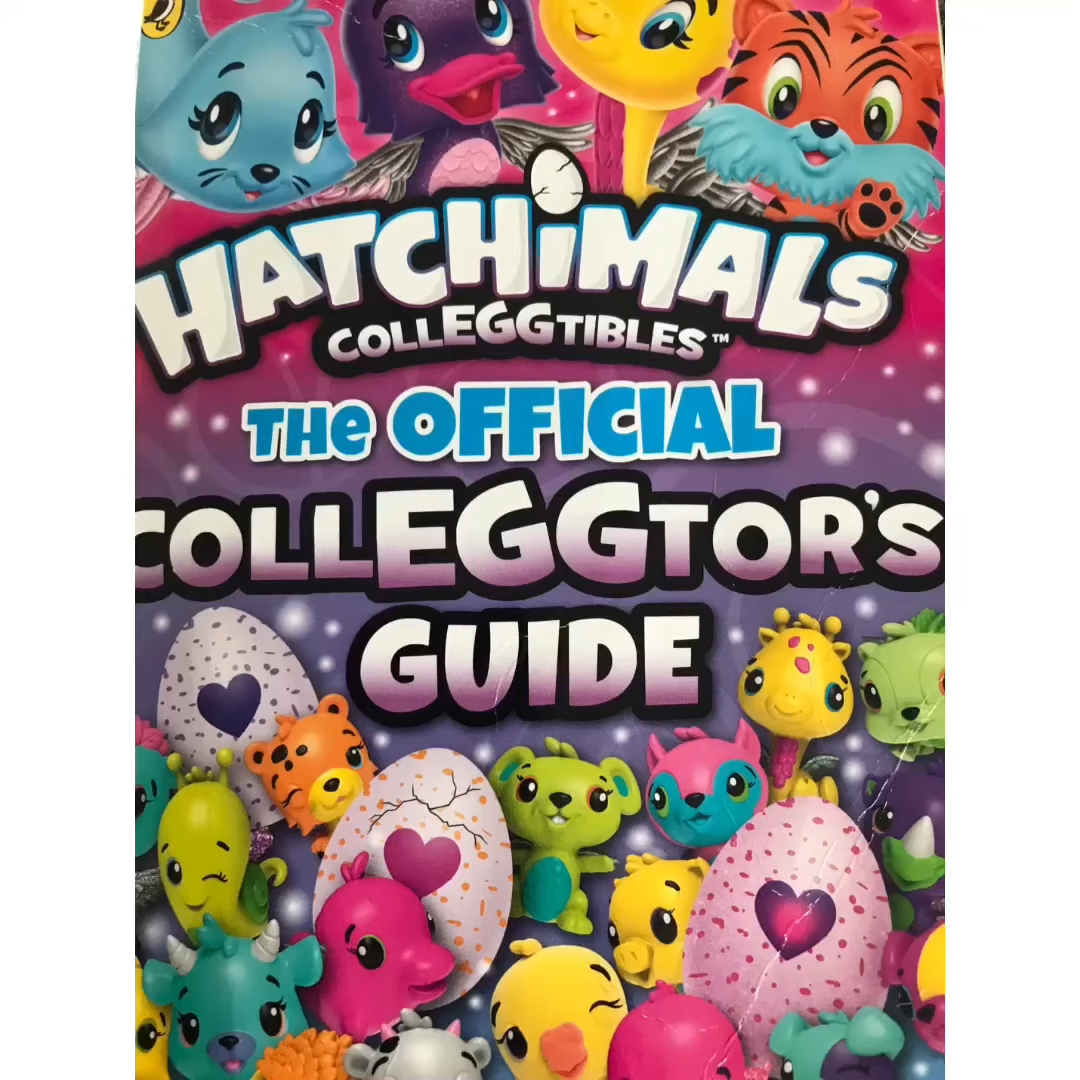 HATCHiMALS
COLLEGGTIBLES™
THe OFFICIAL
COLLEGGTOR'S
GUIDE